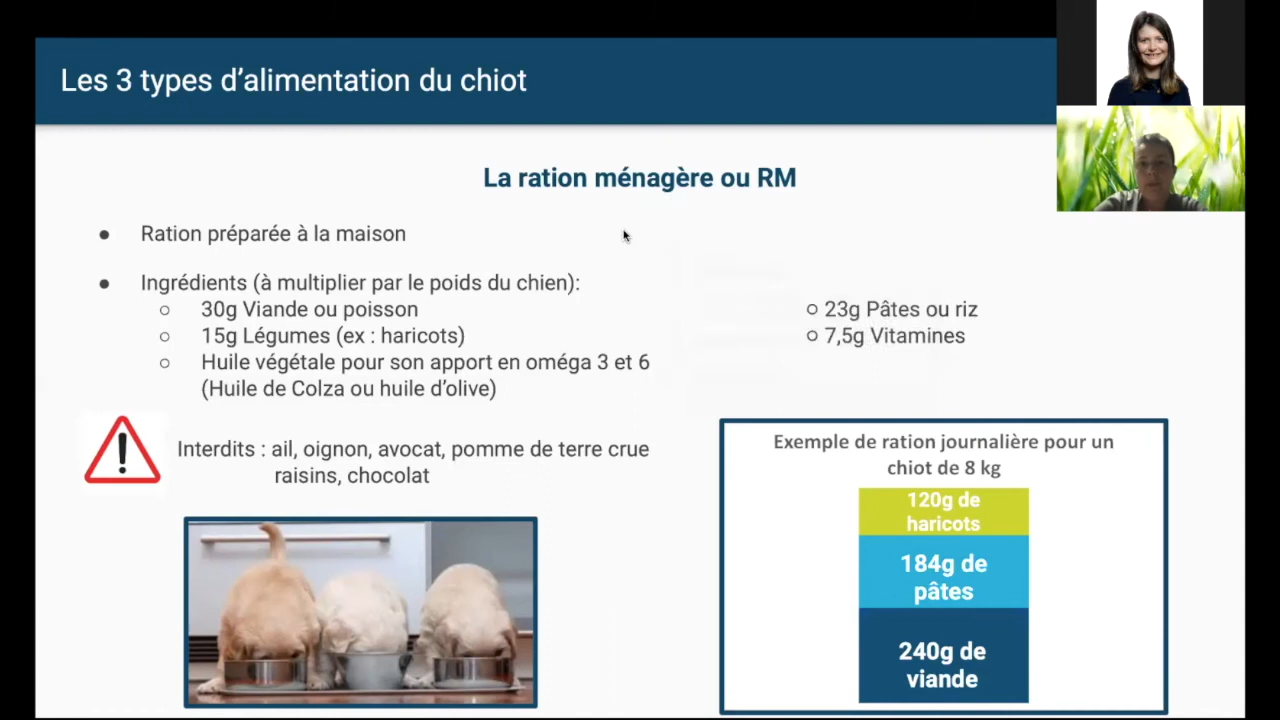 Les 3 types d’alimentation du chiot
La ration ménagère ou RM
● Ration préparée à la maison
● Ingrédients (à multiplier par le poids du chien):
○ 30g Viande ou poisson
○ 15g Légumes (ex : haricots)
○ Huile végétale pour son apport en oméga 3 et 6
(Huile de Colza ou huile d’olive)
○ 23g Pâtes ou riz
○ 7,5g Vitamines
Interdits : ail, oignon, avocat, pomme de terre crue
raisins, chocolat
Exemple de ration journalière pour un
chiot de 8 kg
120g de
haricots
184g de
pâtes
240g de
viande